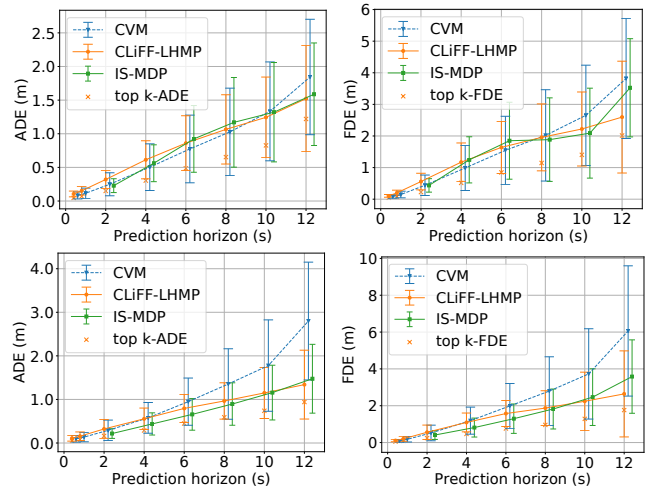 ADE (m)
2.5
2.0
1.5
1.0
0.5
0.0
CVM
CLiFF-LHMP
IS-MDP
top k-ADE
0 2 4 6 8 10 12
Prediction horizon (s)
FDE (m)
6
5
4
3
2
1
0
CVM
CLiFF-LHMP
IS-MDP
top k-FDE
0 2 4 6 8 10 12
Prediction horizon (s)
ADE (m)
4.0
3.0
2.0
1.0
0.0
CVM
CLiFF-LHMP
IS-MDP
top k-ADE
0 2 4 6 8 10 12
Prediction horizon (s)
FDE (m)
10
8
6
4
2
0
CVM
CLiFF-LHMP
IS-MDP
top k-FDE
0 2 4 6 8 10 12
Prediction horizon (s)